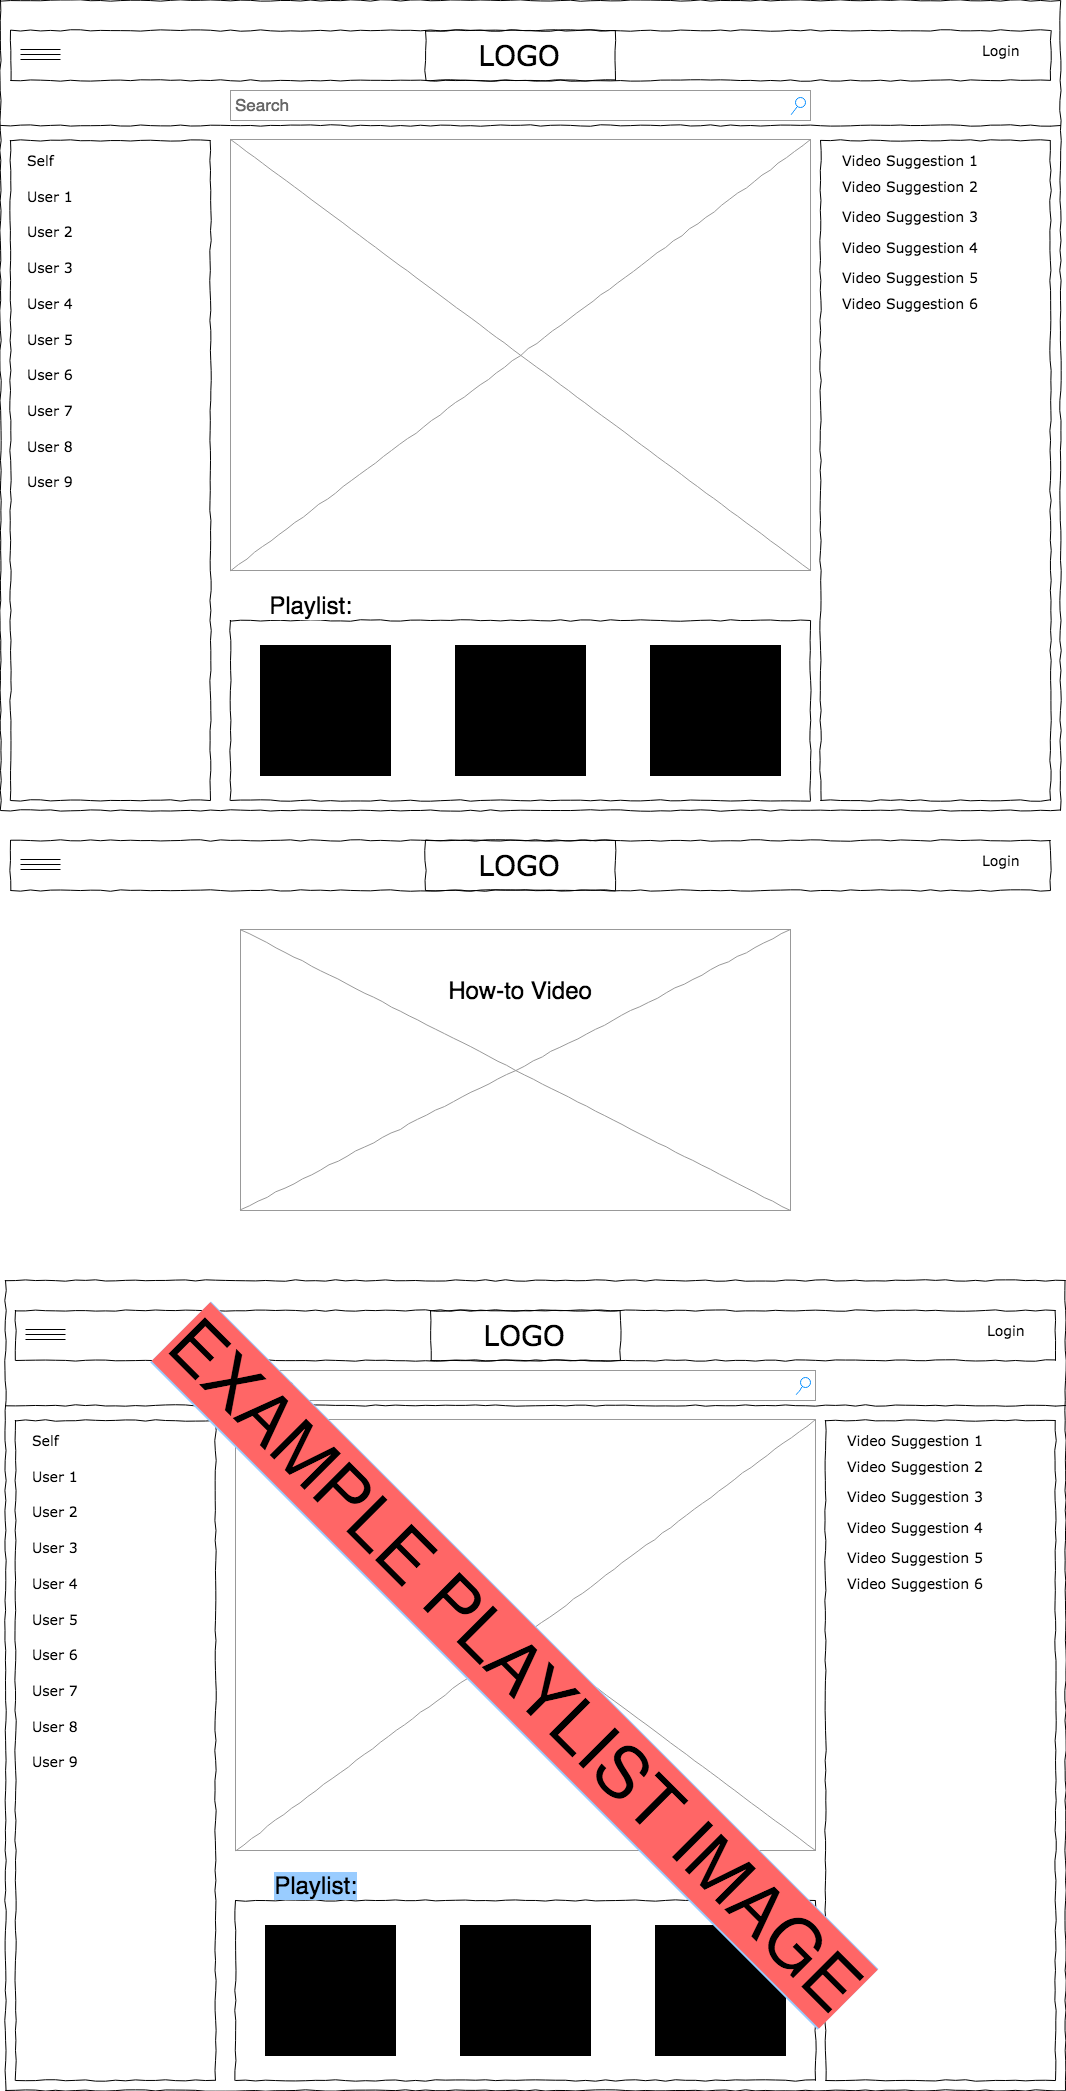 LOGO
Login
Search
Self
User 1
User 2
User 3
User 4
User 5
User 6
User 7
User 8
User 9
Video Suggestion 1
Video Suggestion 2
Video Suggestion 3
Video Suggestion 4
Video Suggestion 5
Video Suggestion 6
Playlist:
LOGO
Login
How-to Video
LOGO
Login
EXAMPLE PLAYLIST IMAGE
Self
User 1
User 2
User 3
User 4
User 5
User 6
User 7
User 8
User 9
Video Suggestion 1
Video Suggestion 2
Video Suggestion 3
Video Suggestion 4
Video Suggestion 5
Video Suggestion 6
Playlist: